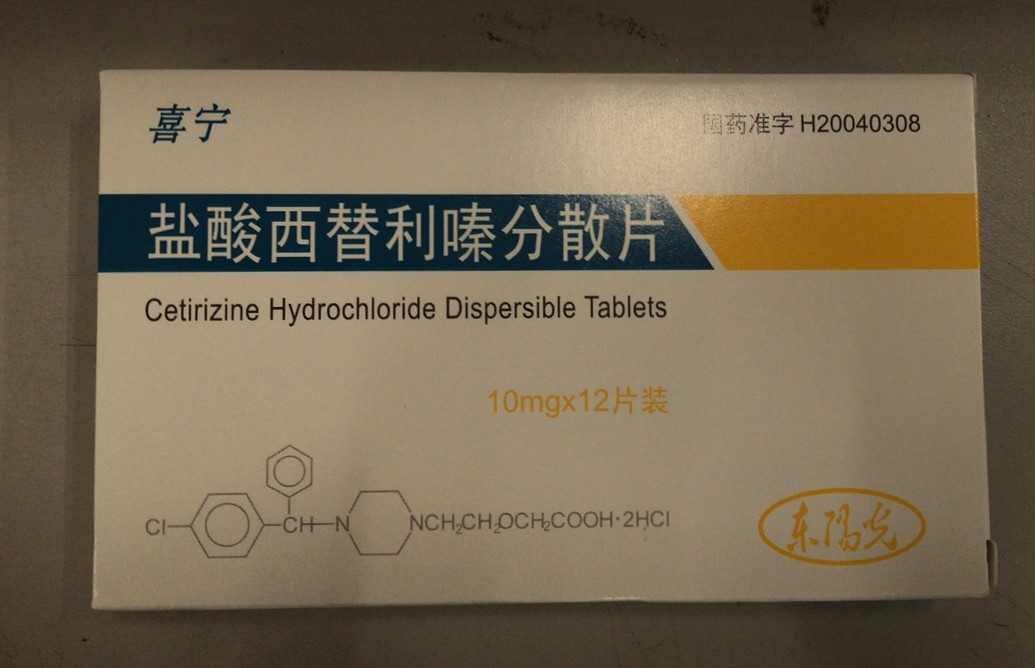 喜宁
国药准字 H20040308
盐酸西替利嗪分散片
Cetirizine Hydrochloride Dispersible Tablets
10mgx12片装
Cl CH N NCH₂CH₂OCH₂COOH·2HCl
东阳光